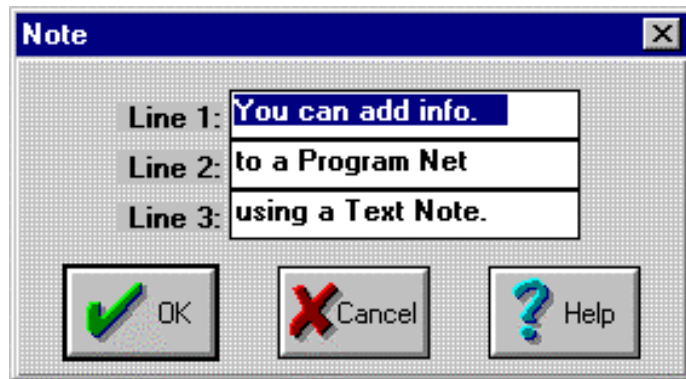 Note
Line 1: You can add info.
Line 2: to a Program Net
Line 3: using a Text Note.
OK Cancel Help